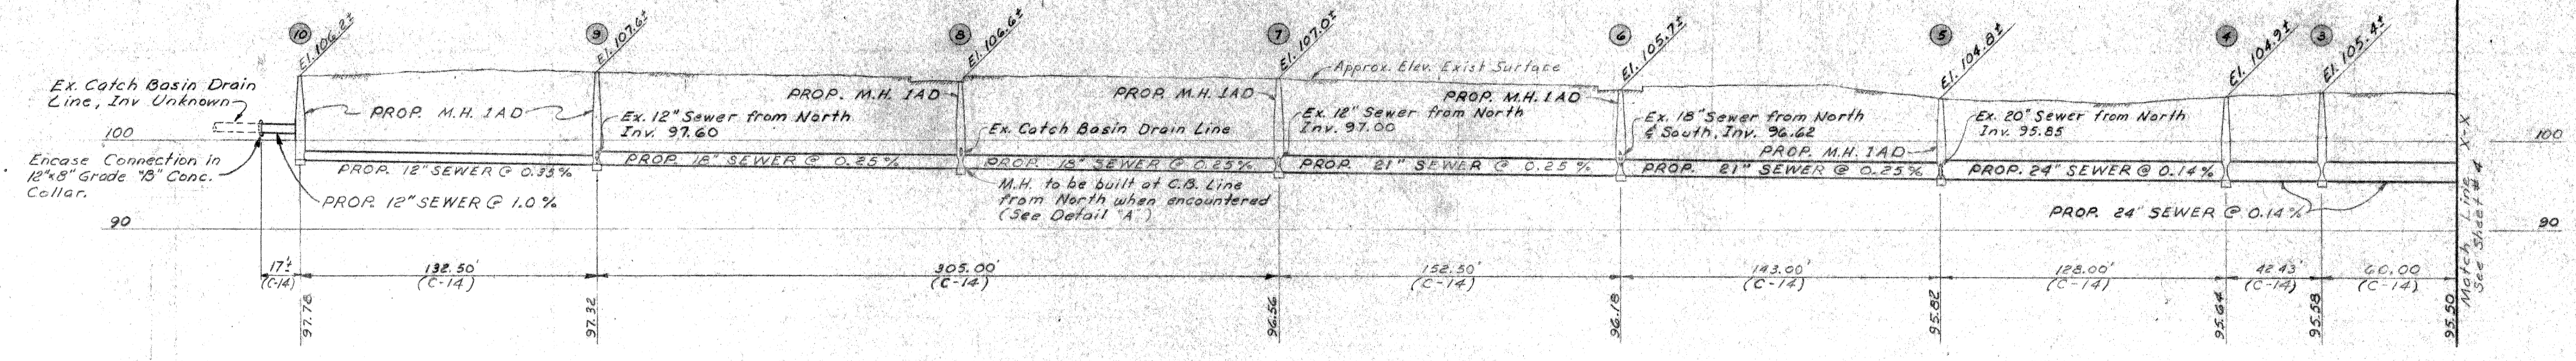 10
El. 106.2±
9
El. 107.6±
8
El. 106.6±
7
El. 107.0±
6
El. 105.7±
5
El. 104.8±
4
El. 104.9±
3
El. 105.4±
Approx. Elev. Exist Surface
Ex. Catch Basin Drain
Line, Inv Unknown
PROP. M.H. 1AD
PROP. M.H. 1AD
PROP. M.H. 1AD
PROP. M.H. 1AD
Ex. 12" Sewer from North
Inv. 97.60
Ex. Catch Basin Drain Line
Ex. 12" Sewer from North
Inv. 97.00
Ex. 18" Sewer from North
& South, Inv. 96.62
Ex. 20" Sewer from North
Inv. 95.85
PROP. M.H. 1AD
100
100
Encase Connection in
12"x8" Grade "B" Conc.
Collar.
PROP. 12" SEWER @ 0.35%
PROP. 18" SEWER @ 0.25%
PROP. 18" SEWER @ 0.25%
PROP. 21" SEWER @ 0.25%
PROP. 21" SEWER @ 0.25%
PROP. 24" SEWER @ 0.14%
PROP. 12" SEWER @ 1.0%
M.H. to be built at C.B. Line
from North when encountered
(See Detail "A")
PROP. 24" SEWER @ 0.14%
90
90
17'±
(C-14)
132.50'
(C-14)
305.00'
(C-14)
152.50'
(C-14)
143.00'
(C-14)
128.00'
(C-14)
42.43'
(C-14)
60.00
(C-14)
97.78
97.32
96.56
96.18
95.82
95.64
95.58
95.50
Match Line X-X
See Sheet # 4